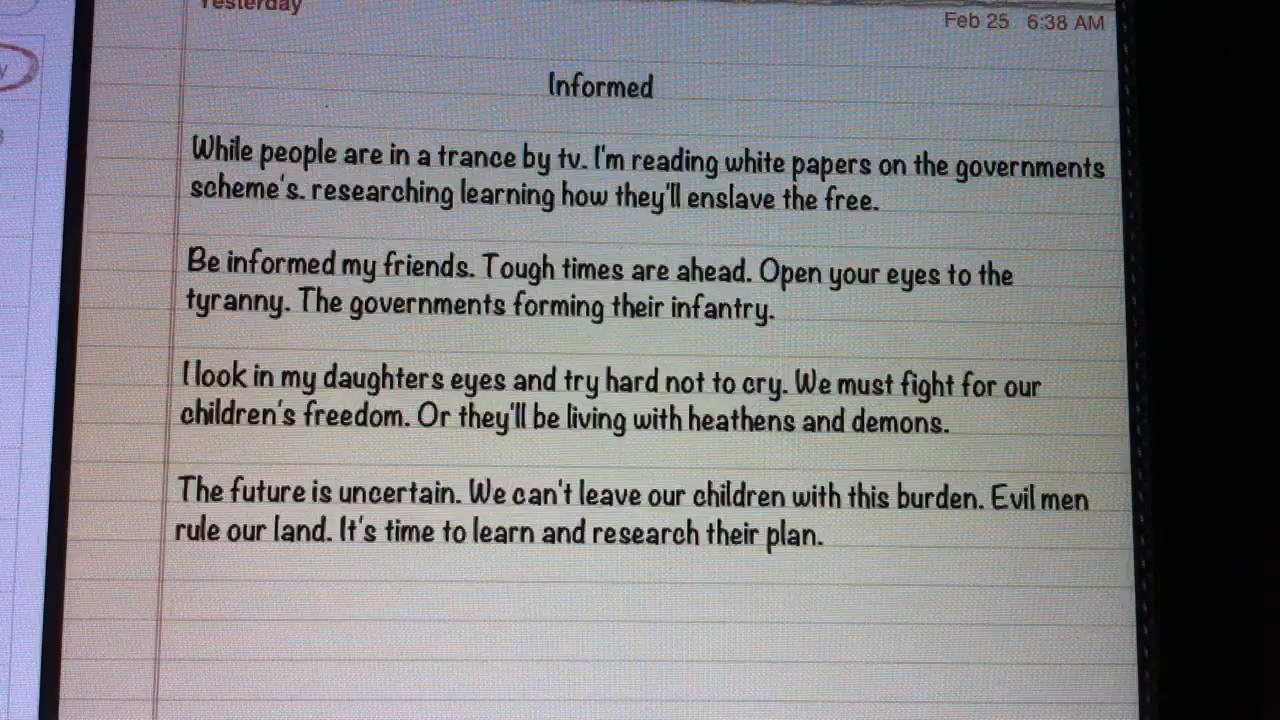 Yesterday
Feb 25 6:38 AM
Informed
While people are in a trance by tv. I'm reading white papers on the governments
scheme's. researching learning how they'll enslave the free.
Be informed my friends. Tough times are ahead. Open your eyes to the
tyranny. The governments forming their infantry.
I look in my daughters eyes and try hard not to cry. We must fight for our
children's freedom. Or they'll be living with heathens and demons.
The future is uncertain. We can't leave our children with this burden. Evil men
rule our land. It's time to learn and research their plan.